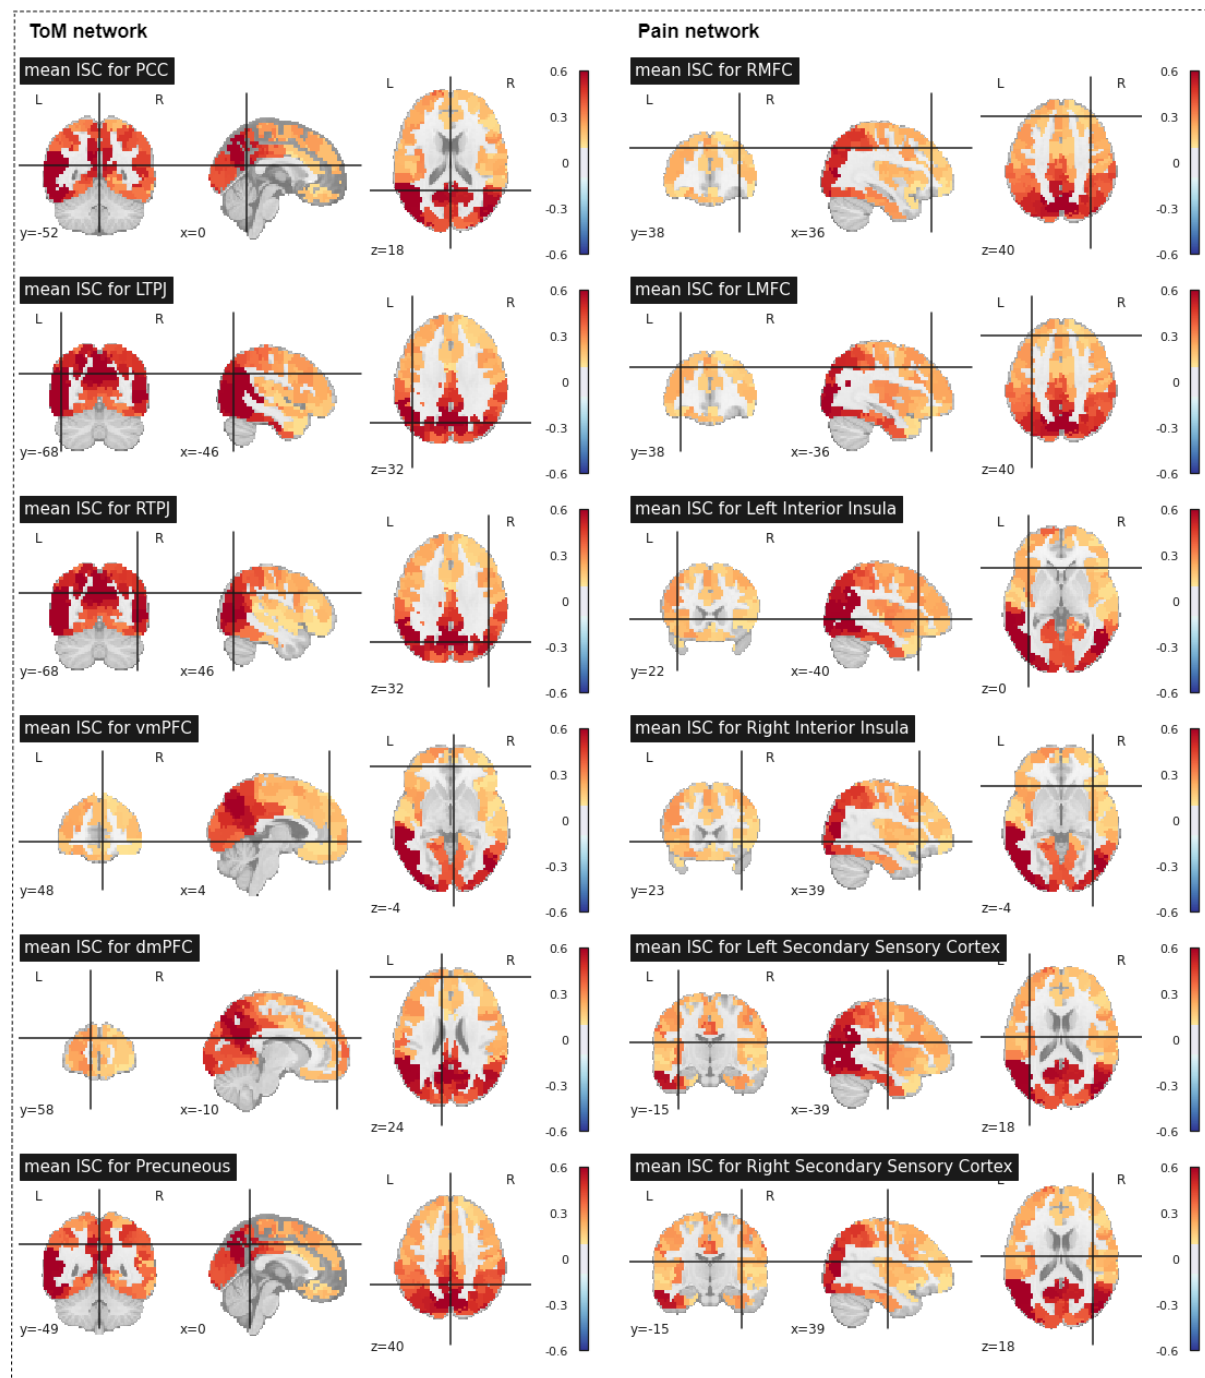 ToM network
Pain network
mean ISC for PCC
L
R
L
R
y=-52
x=0
z=18
0.6
0.3
0
-0.3
-0.6
mean ISC for RMFC
L
R
L
R
y=38
x=36
z=40
0.6
0.3
0
-0.3
-0.6
mean ISC for LTPJ
L
R
L
R
y=-68
x=-46
z=32
0.6
0.3
0
-0.3
-0.6
mean ISC for LMFC
L
R
L
R
y=38
x=-36
z=40
0.6
0.3
0
-0.3
-0.6
mean ISC for RTPJ
L
R
L
R
y=-68
x=46
z=32
0.6
0.3
0
-0.3
-0.6
mean ISC for Left Interior Insula
L
R
L
R
y=22
x=-40
z=0
0.6
0.3
0
-0.3
-0.6
mean ISC for vmPFC
L
R
L
R
y=48
x=4
z=-4
0.6
0.3
0
-0.3
-0.6
mean ISC for Right Interior Insula
L
R
L
R
y=23
x=39
z=-4
0.6
0.3
0
-0.3
-0.6
mean ISC for dmPFC
L
R
L
R
y=58
x=-10
z=24
0.6
0.3
0
-0.3
-0.6
mean ISC for Left Secondary Sensory Cortex
L
R
L
R
y=-15
x=-39
z=18
0.6
0.3
0
-0.3
-0.6
mean ISC for Precuneous
L
R
L
R
y=-49
x=0
z=40
0.6
0.3
0
-0.3
-0.6
mean ISC for Right Secondary Sensory Cortex
L
R
L
R
y=-15
x=39
z=18
0.6
0.3
0
-0.3
-0.6